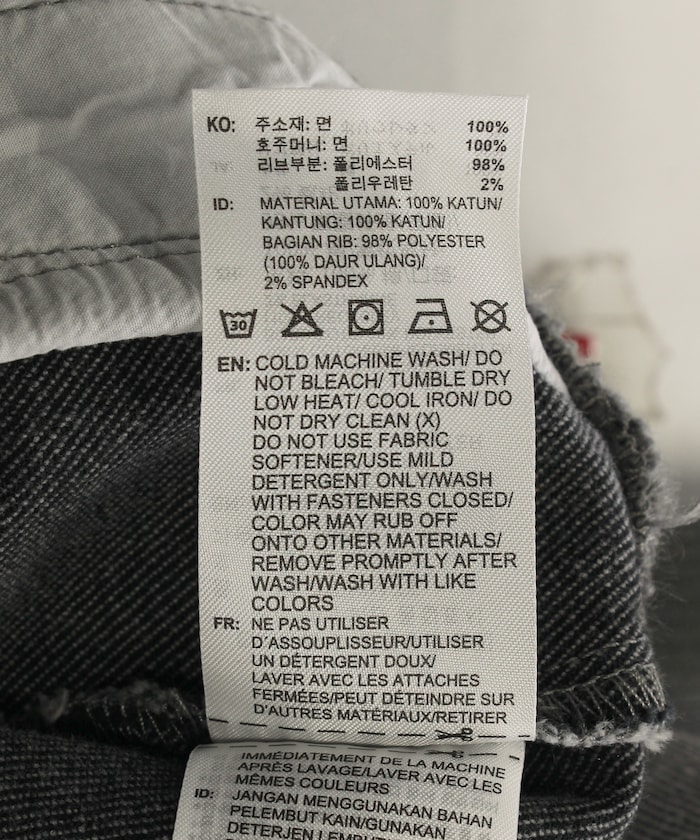 KO: 주소재: 면 100%
호주머니: 면 100%
리브부분: 폴리에스터 98%
폴리우레탄 2%
ID: MATERIAL UTAMA: 100% KATUN/
KANTUNG: 100% KATUN/
BAGIAN RIB: 98% POLYESTER
(100% DAUR ULANG)/
2% SPANDEX
30
EN: COLD MACHINE WASH/ DO
NOT BLEACH/ TUMBLE DRY
LOW HEAT/ COOL IRON/ DO
NOT DRY CLEAN (X)
DO NOT USE FABRIC
SOFTENER/USE MILD
DETERGENT ONLY/WASH
WITH FASTENERS CLOSED/
COLOR MAY RUB OFF
ONTO OTHER MATERIALS/
REMOVE PROMPTLY AFTER
WASH/WASH WITH LIKE
COLORS
FR: NE PAS UTILISER
D'ASSOUPLISSEUR/UTILISER
UN DÉTERGENT DOUX/
LAVER AVEC LES ATTACHES
FERMÉES/PEUT DÉTEINDRE SUR
D'AUTRES MATÉRIAUX/RETIRER
IMMÉDIATEMENT DE LA MACHINE
APRÈS LAVAGE/LAVER AVEC LES
MÊMES COULEURS
ID: JANGAN MENGGUNAKAN BAHAN
PELEMBUT KAIN/GUNAKAN
DETERJEN